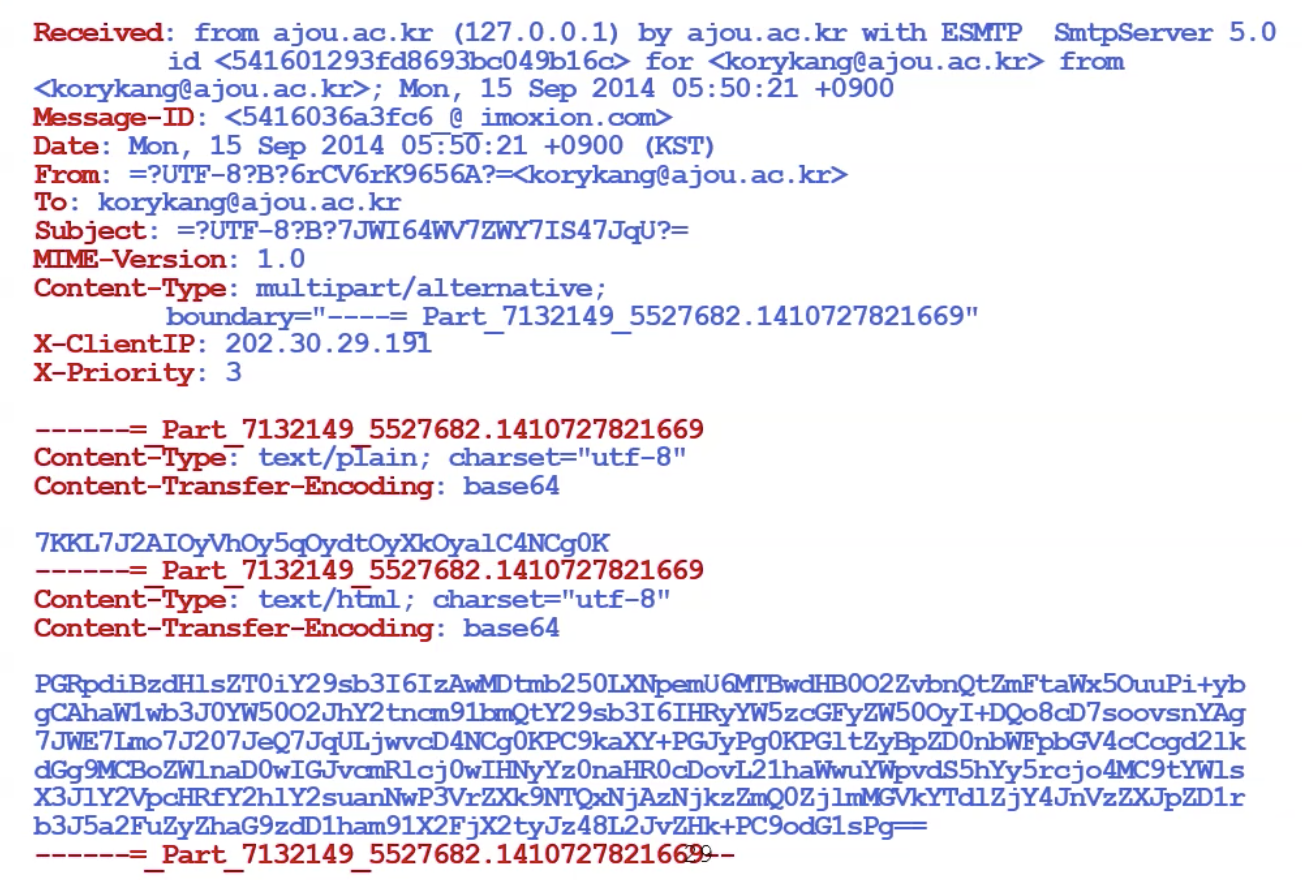 Received: from ajou.ac.kr (127.0.0.1) by ajou.ac.kr with ESMTP  SmtpServer 5.0
id <541601293fd8693bc049b16c> for <korykang@ajou.ac.kr> from
<korykang@ajou.ac.kr>; Mon, 15 Sep 2014 05:50:21 +0900
Message-ID: <5416036a3fc6_@_imoxion.com>
Date: Mon, 15 Sep 2014 05:50:21 +0900 (KST)
From: =?UTF-8?B?6rCV6rK9656A?=<korykang@ajou.ac.kr>
To: korykang@ajou.ac.kr
Subject: =?UTF-8?B?7JWI64WV7ZWY7IS47JqU?=
MIME-Version: 1.0
Content-Type: multipart/alternative;
boundary="----=_Part_7132149_5527682.1410727821669"
X-ClientIP: 202.30.29.191
X-Priority: 3
------=_Part_7132149_5527682.1410727821669
Content-Type: text/plain; charset="utf-8"
Content-Transfer-Encoding: base64
7KKL7J2AIOyVhOy5qOydtOyXkOyalC4NCg0K
------=_Part_7132149_5527682.1410727821669
Content-Type: text/html; charset="utf-8"
Content-Transfer-Encoding: base64
PGRpdiBzdHlsZT0iY29sb3I6IzAwMDtmb250LXNpemU6MTBwdHB0O2ZvbnQtZmFtaWx5OuuPi+yb
gCAhaW1wb3J0YW50O2JhY2tncm91bmQtY29sb3I6IHRyYW5zcGFyZW50OyI+DQo8cD7soovsnYAg
7JWE7Lmo7J207JeQ7JqULjwvcD4NCg0KPC9kaXY+PGJyPg0KPGltZyBpZD0nbWFpbGV4cCcgd2lk
dGg9MCBoZWlnaD0wIGJvcmRlcj0wIHNyYz0naHR0cDovL21haWwuYWpvdS5hYy5rcjo4MC9tYWls
X3JlY2VpcHRfY2hlY2suanNwP3VrZXk9NTQxNjAzNjkzZmQ0ZjlmMGVkYTdlZjY4JnVzZXJpZD1r
b3J5a2FuZyZhaG9zdD1ham91X2FjX2tyJz48L2JvZHk+PC9odG1sPg==
------=_Part_7132149_5527682.1410727821669--
29